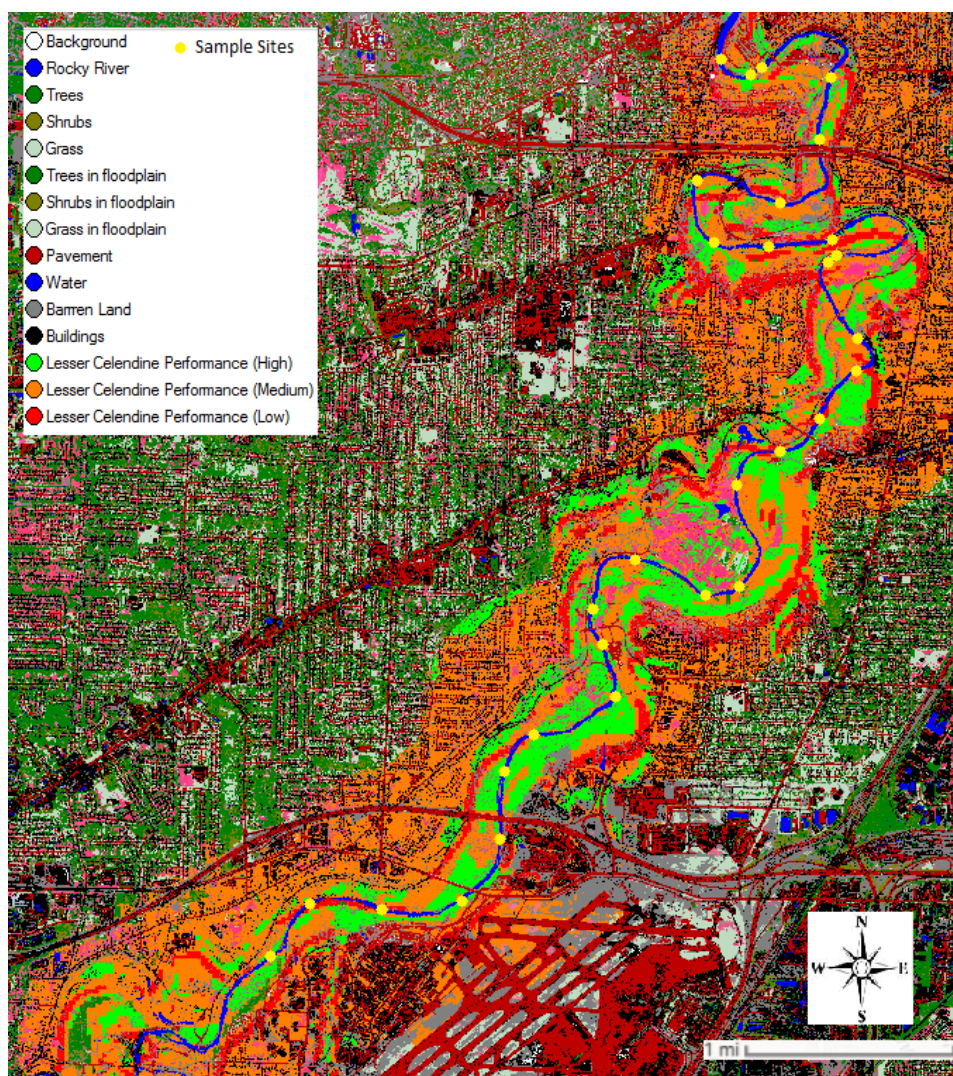 Background
Sample Sites
Rocky River
Trees
Shrubs
Grass
Trees in floodplain
Shrubs in floodplain
Grass in floodplain
Pavement
Water
Barrren Land
Buildings
Lesser Celendine Performance (High)
Lesser Celendine Performance (Medium)
Lesser Celendine Performance (Low)
N
W E
S
1 mi